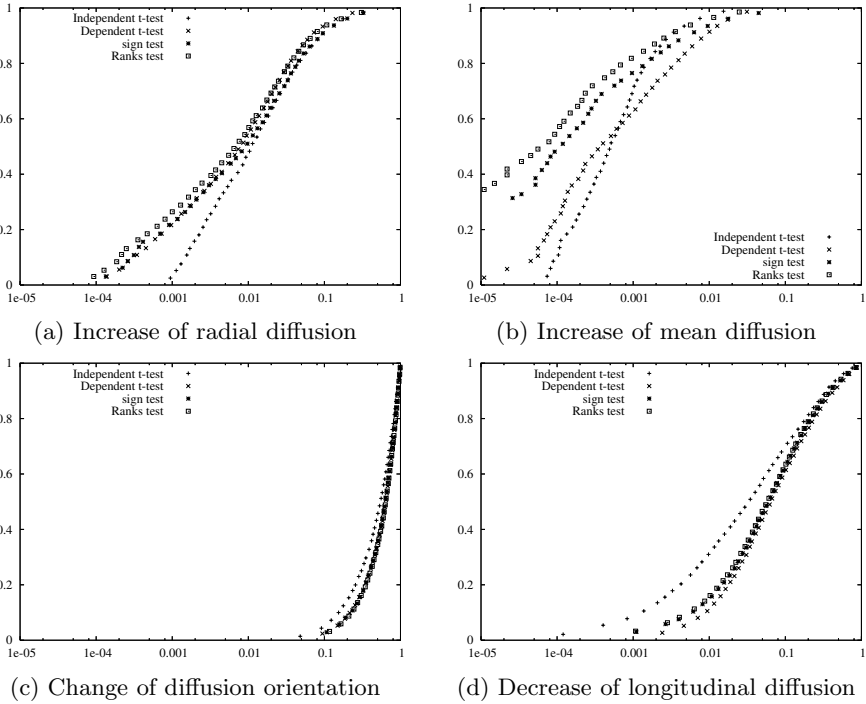 1
0.8
0.6
0.4
0.2
0
1e-05 1e-04 0.001 0.01 0.1 1
Independent t-test
Dependent t-test
sign test
Ranks test
(a) Increase of radial diffusion
1
0.8
0.6
0.4
0.2
0
1e-05 1e-04 0.001 0.01 0.1 1
Independent t-test
Dependent t-test
sign test
Ranks test
(b) Increase of mean diffusion
1
0.8
0.6
0.4
0.2
0
1e-05 1e-04 0.001 0.01 0.1 1
Independent t-test
Dependent t-test
sign test
Ranks test
(c) Change of diffusion orientation
1
0.8
0.6
0.4
0.2
0
1e-05 1e-04 0.001 0.01 0.1 1
Independent t-test
Dependent t-test
sign test
Ranks test
(d) Decrease of longitudinal diffusion